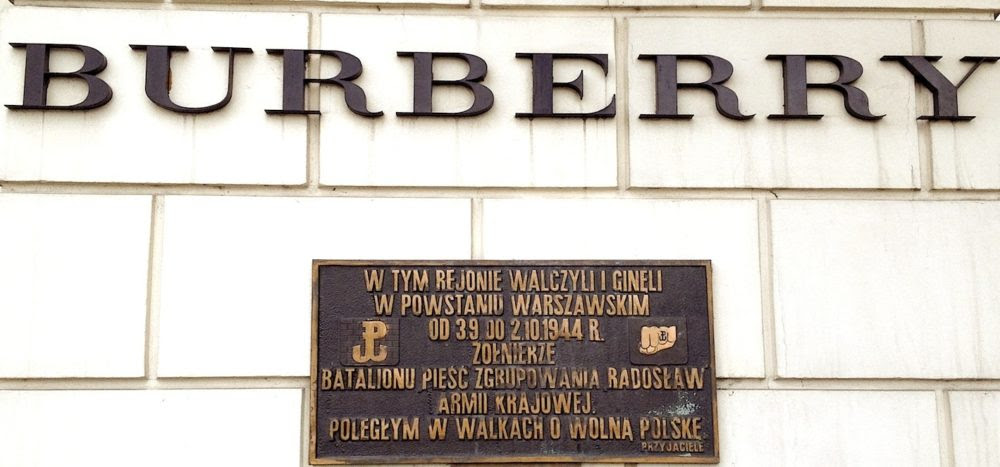 BURBERRY
W TYM REJONIE WALCZYLI I GINĘLI
W POWSTANIU WARSZAWSKIM
OD 3.9 DO 2.10.1944 R.
ŻOŁNIERZE
BATALIONU PIĘŚĆ ZGRUPOWANIA RADOSŁAW
ARMII KRAJOWEJ.
POLEGŁYM W WALKACH O WOLNĄ POLSKĘ
PRZYJACIELE